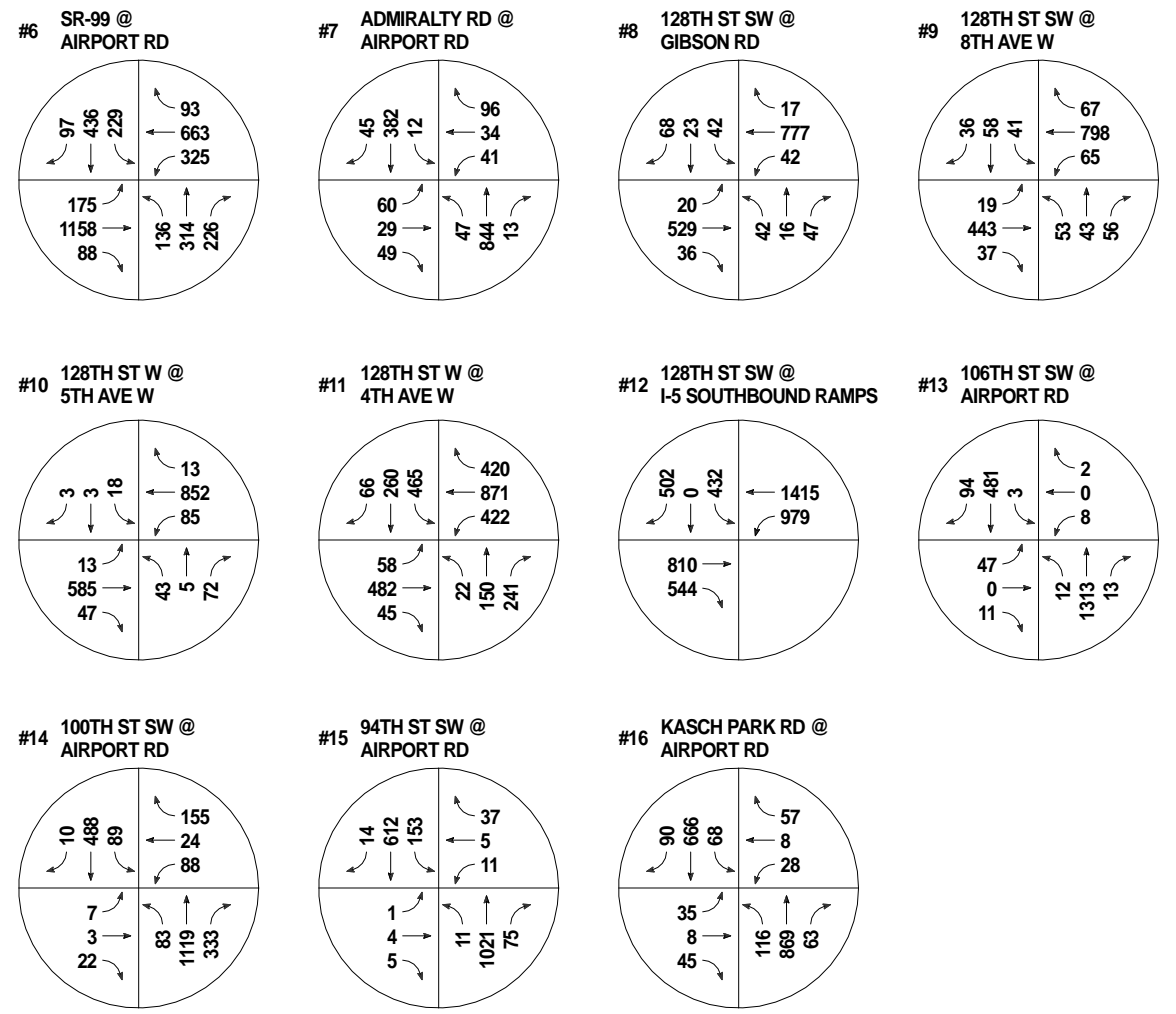 #6 SR-99 @
AIRPORT RD
97 436 229
93
663
325
175
1158
88
136 314 226
#7 ADMIRALTY RD @
AIRPORT RD
45 382 12
96
34
41
60
29
49
47 844 13
#8 128TH ST SW @
GIBSON RD
68 23 42
17
777
42
20
529
36
42 16 47
#9 128TH ST SW @
8TH AVE W
36 58 41
67
798
65
19
443
37
53 43 56
#10 128TH ST W @
5TH AVE W
3 3 18
13
852
85
13
585
47
43 5 72
#11 128TH ST W @
4TH AVE W
66 260 465
420
871
422
58
482
45
22 150 241
#12 128TH ST SW @
I-5 SOUTHBOUND RAMPS
502 0 432
1415
979
810
544
#13 106TH ST SW @
AIRPORT RD
94 481 3
2
0
8
47
0
11
12 1313 13
#14 100TH ST SW @
AIRPORT RD
10 488 89
155
24
88
7
3
22
83 1119 333
#15 94TH ST SW @
AIRPORT RD
14 612 153
37
5
11
1
4
5
11 1021 75
#16 KASCH PARK RD @
AIRPORT RD
90 666 68
57
8
28
35
8
45
116 869 63